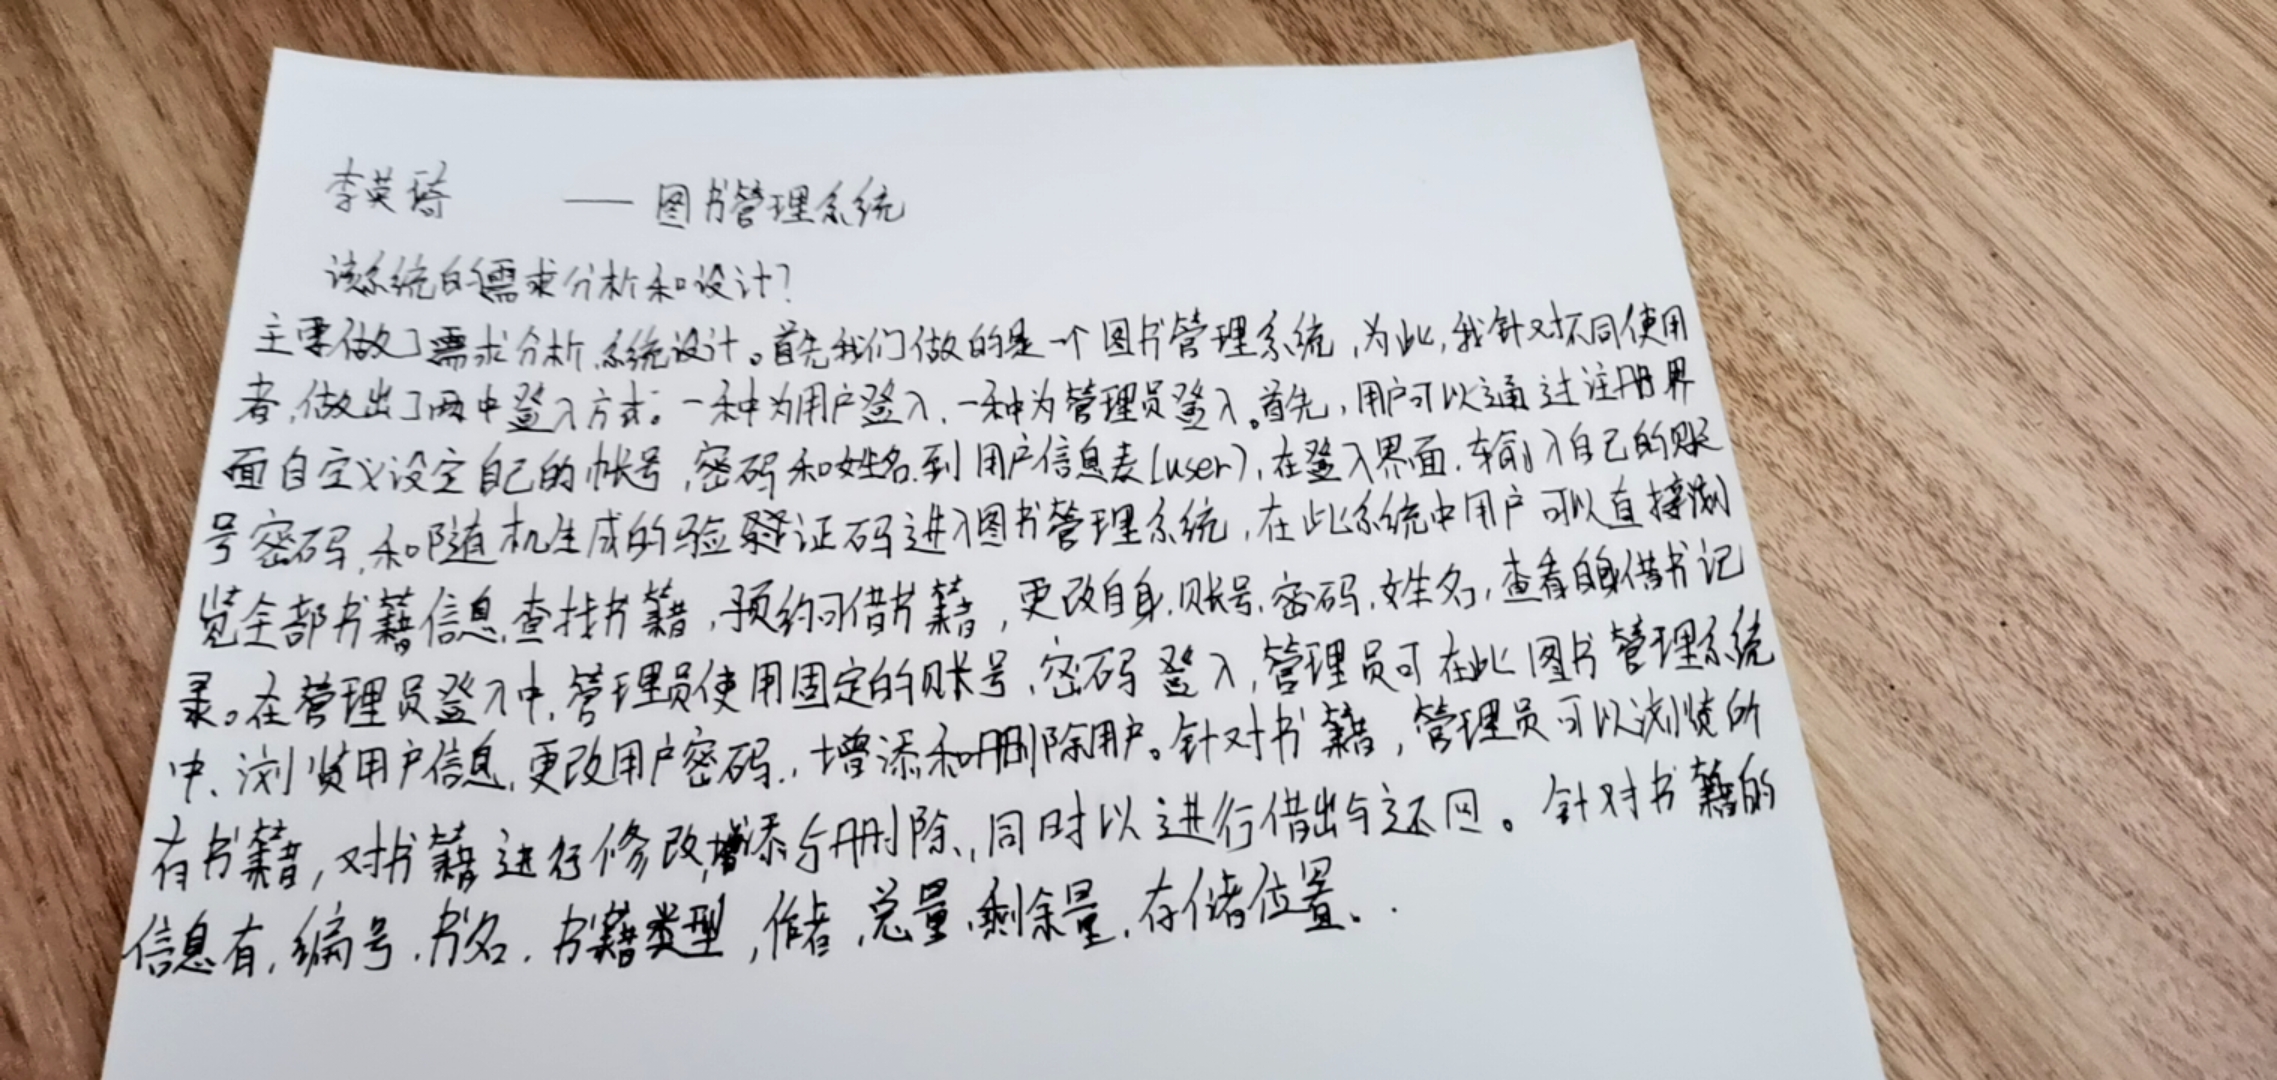 李英琦 —— 图书管理系统
该系统的需求分析和设计?
主要做了需求分析、系统设计。首先我们做的是一个图书管理系统,为此,我针对不同使用
者,做出了两中登入方式:一种为用户登入,一种为管理员登入。首先,用户可以通过注册界
面自定义设定自己的帐号,密码和姓名,到用户信息表(user),在登入界面,输入自己的账
号密码,和随机生成的验证码进入图书管理系统,在此系统中用户可以直接浏
览全部书籍信息,查找书籍,预约可借书籍,更改自身账号,密码,姓名,查看自身借书记
录。在管理员登入中,管理员使用固定的账号,密码登入,管理员可在此图书管理系统
中、浏览用户信息,更改用户密码,增添和删除用户。针对书籍,管理员可以浏览所
有书籍,对书籍进行修改,增添与删除,同时以进行借出与还回。针对书籍的
信息有,编号,书名,书籍类型,作者,总量,剩余量,存储位置。